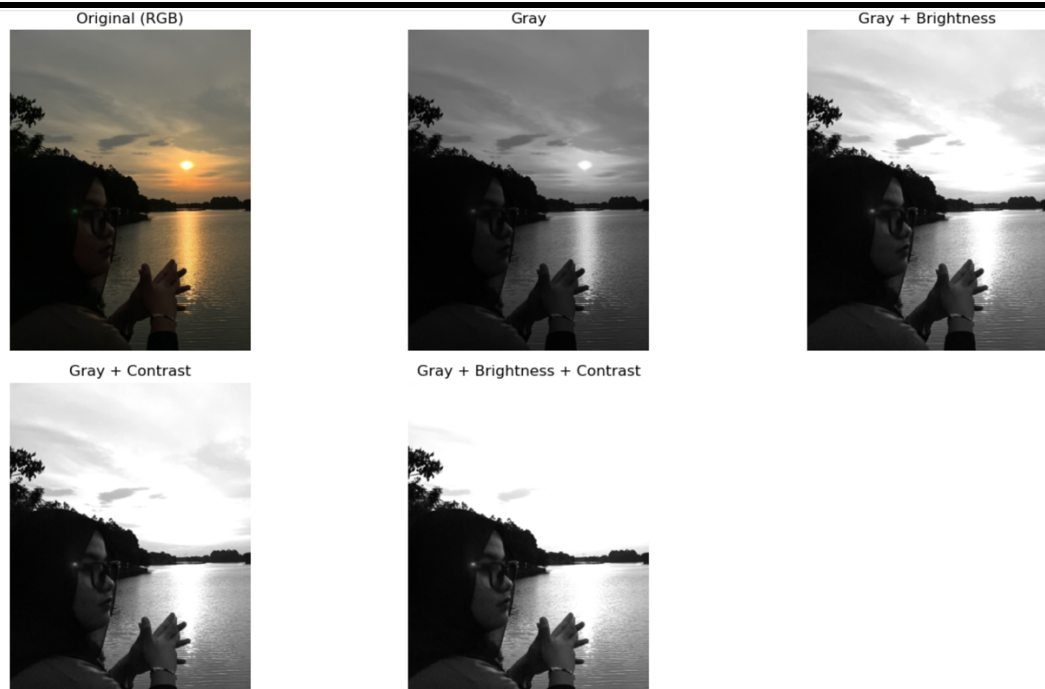 Original (RGB)
Gray
Gray + Brightness
Gray + Contrast
Gray + Brightness + Contrast